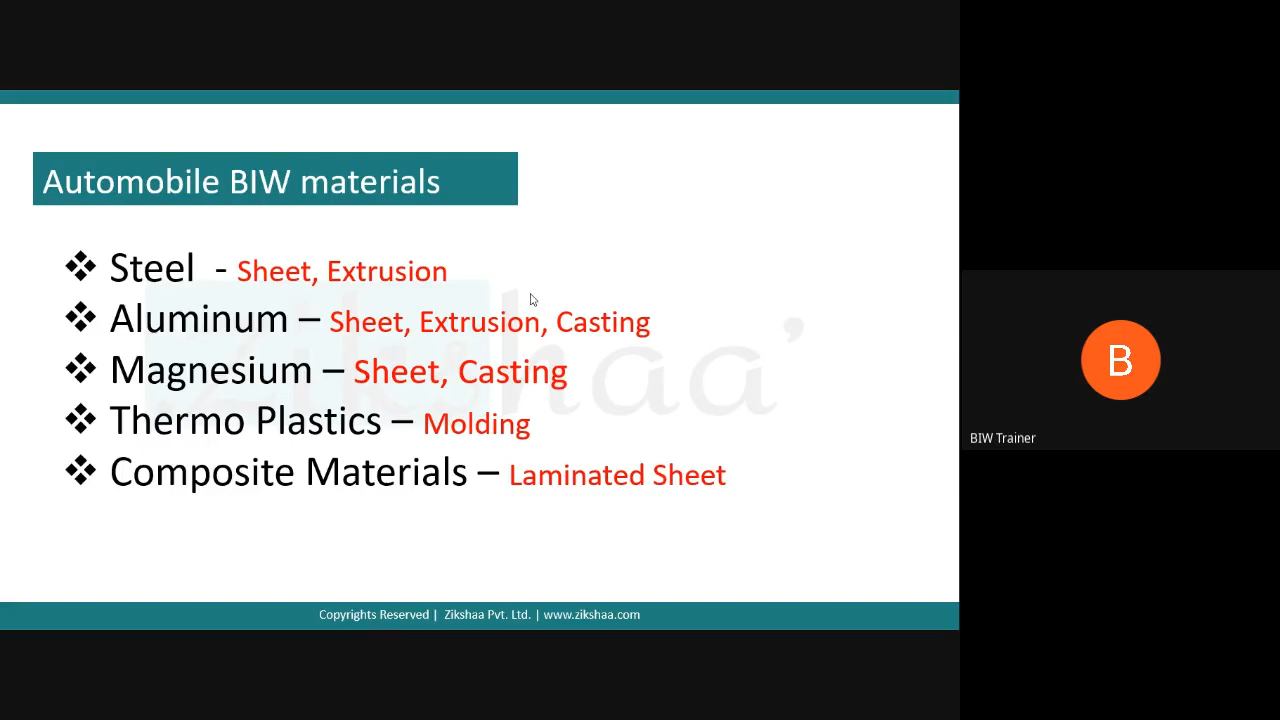 Automobile BIW materials
❖ Steel - Sheet, Extrusion
❖ Aluminum – Sheet, Extrusion, Casting
❖ Magnesium – Sheet, Casting
❖ Thermo Plastics – Molding
❖ Composite Materials – Laminated Sheet
Zikshaa’
Copyrights Reserved | Zikshaa Pvt. Ltd. | www.zikshaa.com
B
BIW Trainer